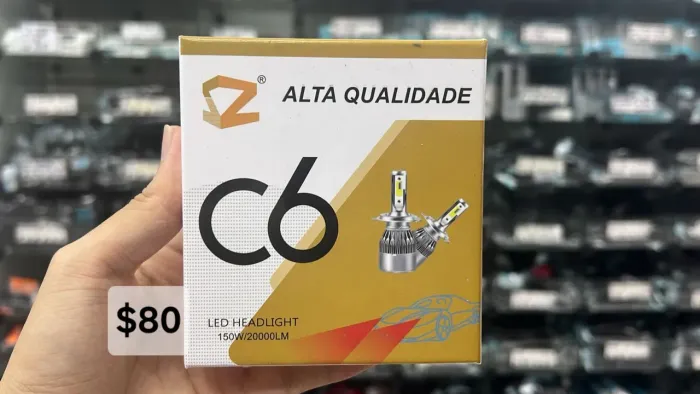 ®
ALTA QUALIDADE
C6
$80
LED HEADLIGHT
150W/20000LM